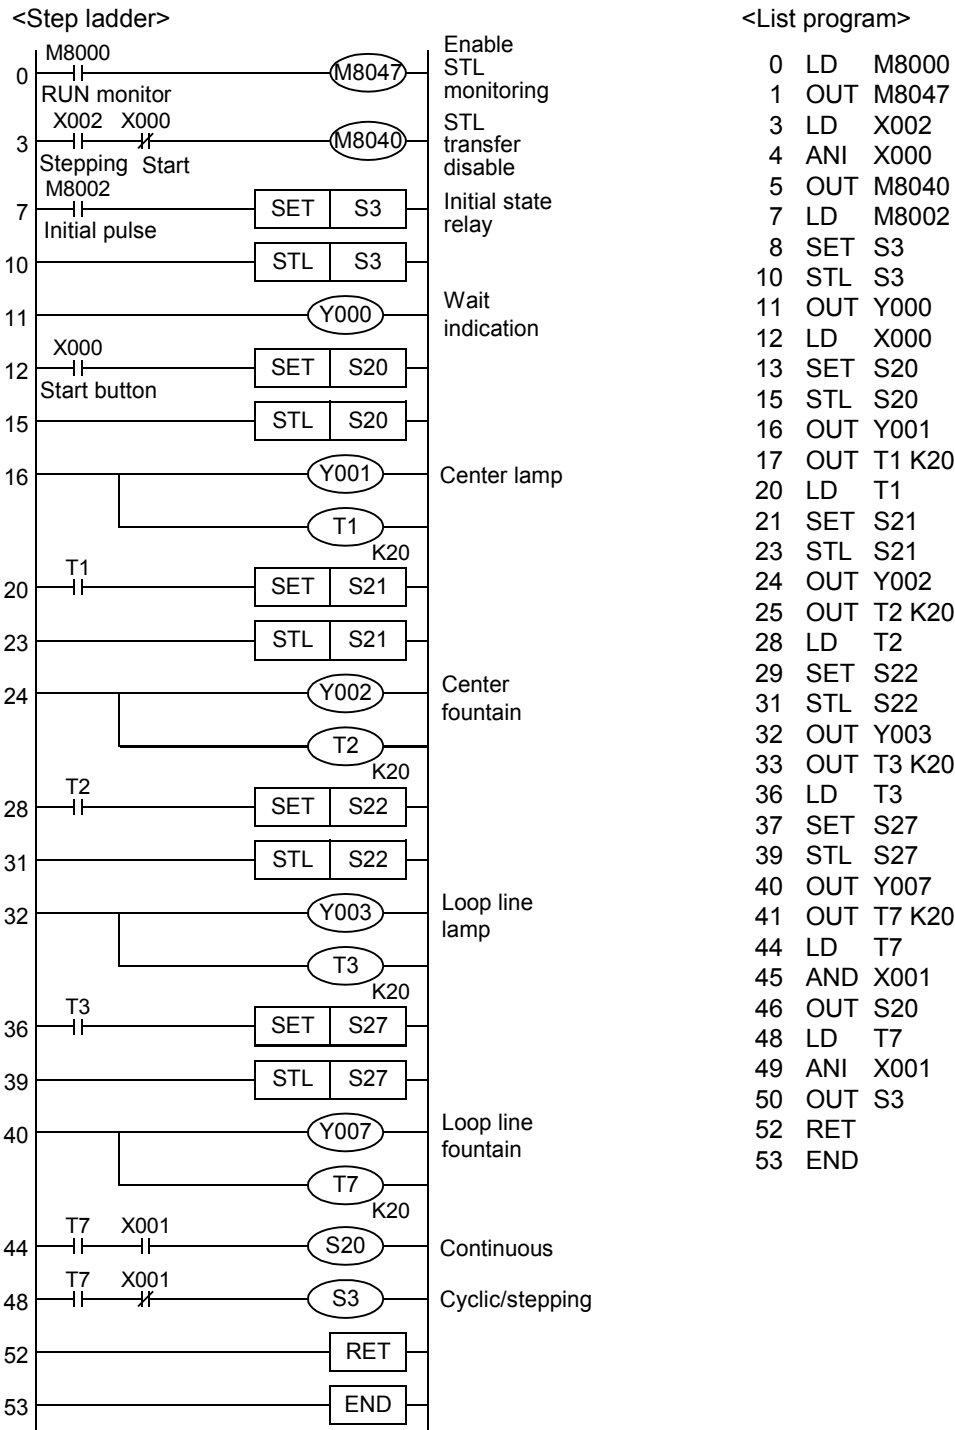 <Step ladder>
M8000
0
M8047
Enable
STL
monitoring
RUN monitor
X002 X000
3
M8040
STL
transfer
disable
Stepping Start
M8002
7
SET S3
Initial state
relay
Initial pulse
10
STL S3
11
Y000
Wait
indication
X000
12
SET S20
Start button
15
STL S20
16
Y001
Center lamp
T1
K20
T1
20
SET S21
23
STL S21
24
Y002
Center
fountain
T2
K20
T2
28
SET S22
31
STL S22
32
Y003
Loop line
lamp
T3
K20
T3
36
SET S27
39
STL S27
40
Y007
Loop line
fountain
T7
K20
T7 X001
44
S20
Continuous
T7 X001
48
S3
Cyclic/stepping
52
RET
53
END
<List program>
0 LD M8000
1 OUT M8047
3 LD X002
4 ANI X000
5 OUT M8040
7 LD M8002
8 SET S3
10 STL S3
11 OUT Y000
12 LD X000
13 SET S20
15 STL S20
16 OUT Y001
17 OUT T1 K20
20 LD T1
21 SET S21
23 STL S21
24 OUT Y002
25 OUT T2 K20
28 LD T2
29 SET S22
31 STL S22
32 OUT Y003
33 OUT T3 K20
36 LD T3
37 SET S27
39 STL S27
40 OUT Y007
41 OUT T7 K20
44 LD T7
45 AND X001
46 OUT S20
48 LD T7
49 ANI X001
50 OUT S3
52 RET
53 END